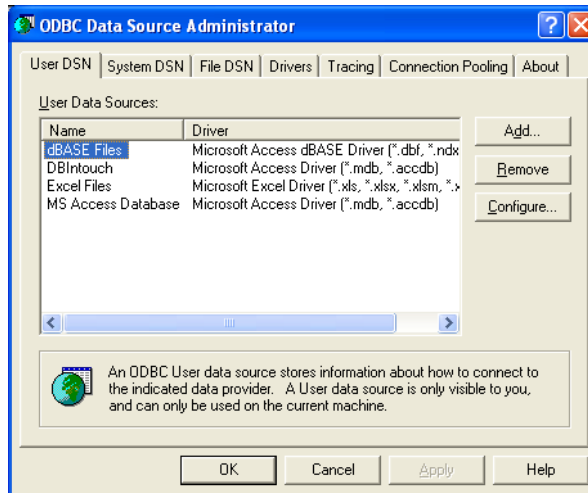 ODBC Data Source Administrator
User DSN System DSN File DSN Drivers Tracing Connection Pooling About
User Data Sources:
Name Driver
dBASE Files Microsoft Access dBASE Driver (*.dbf, *.ndx
DBIntouch Microsoft Access Driver (*.mdb, *.accdb)
Excel Files Microsoft Excel Driver (*.xls, *.xlsx, *.xlsm, *.x
MS Access Database Microsoft Access Driver (*.mdb, *.accdb)
Add...
Remove
Configure...
An ODBC User data source stores information about how to connect to
the indicated data provider. A User data source is only visible to you,
and can only be used on the current machine.
OK Cancel Apply Help